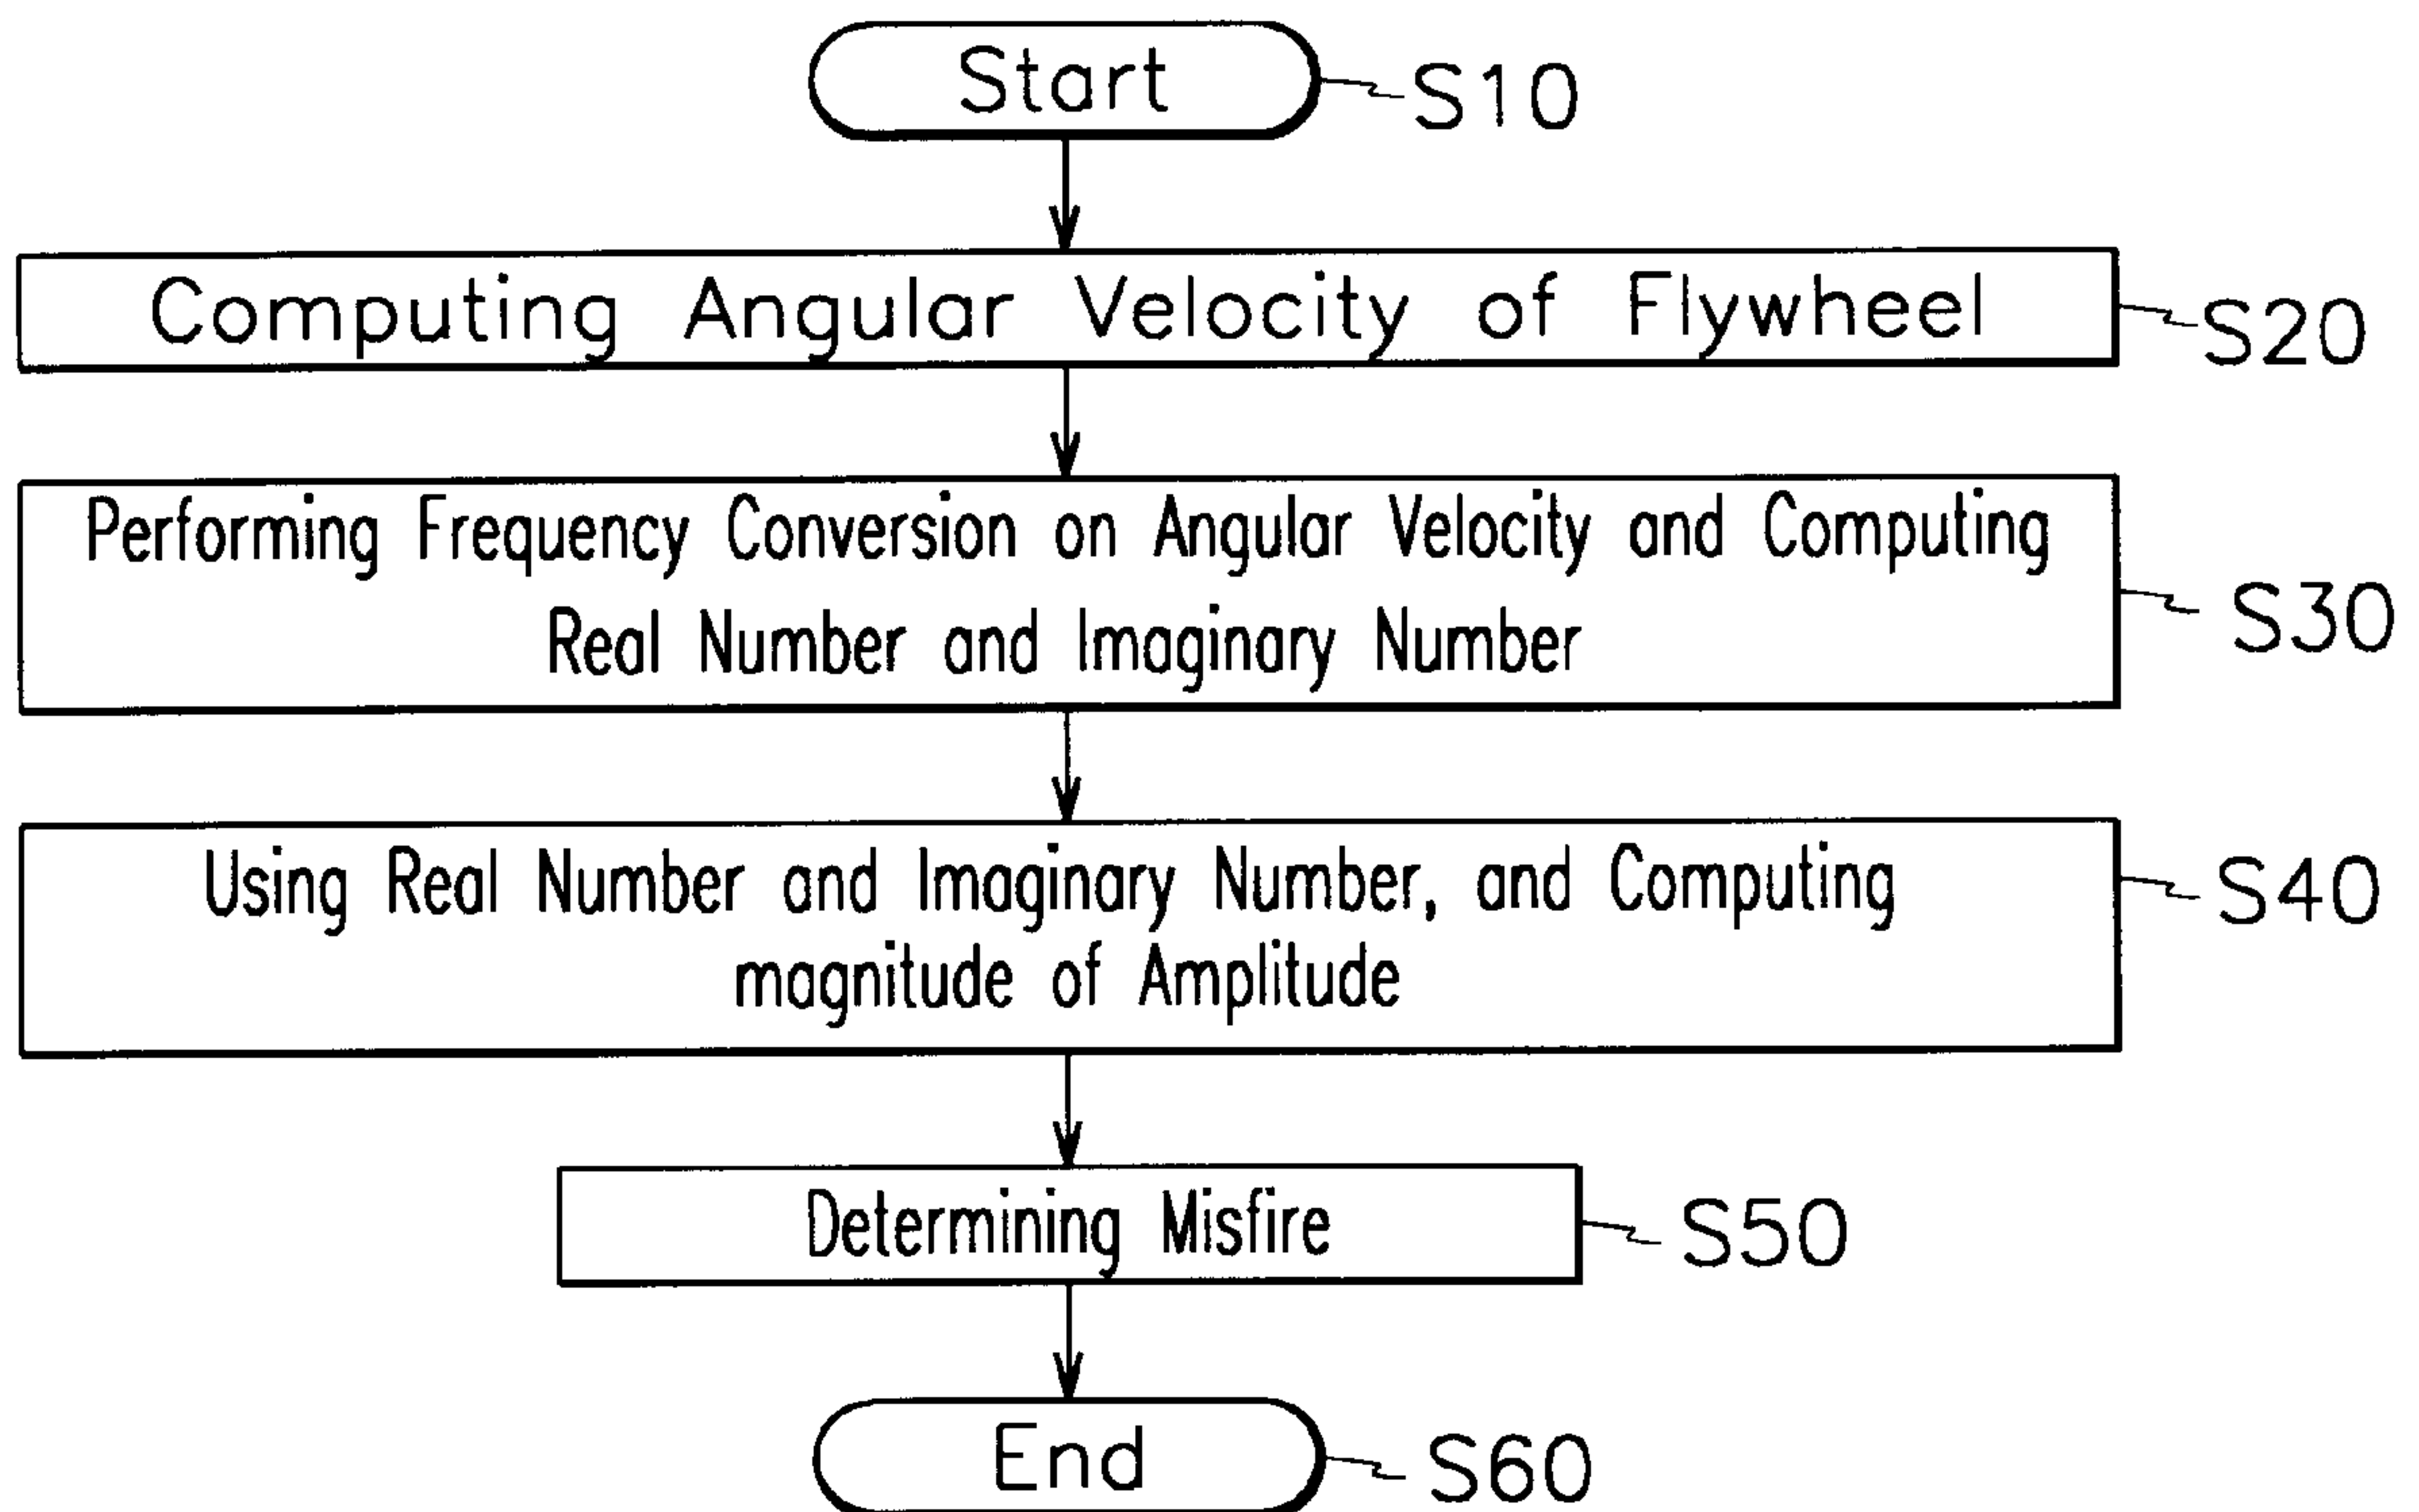 Start
S10
Computing Angular Velocity of Flywheel
S20
Performing Frequency Conversion on Angular Velocity and Computing
Real Number and Imaginary Number
S30
Using Real Number and Imaginary Number, and Computing
magnitude of Amplitude
S40
Determining Misfire
S50
End
S60